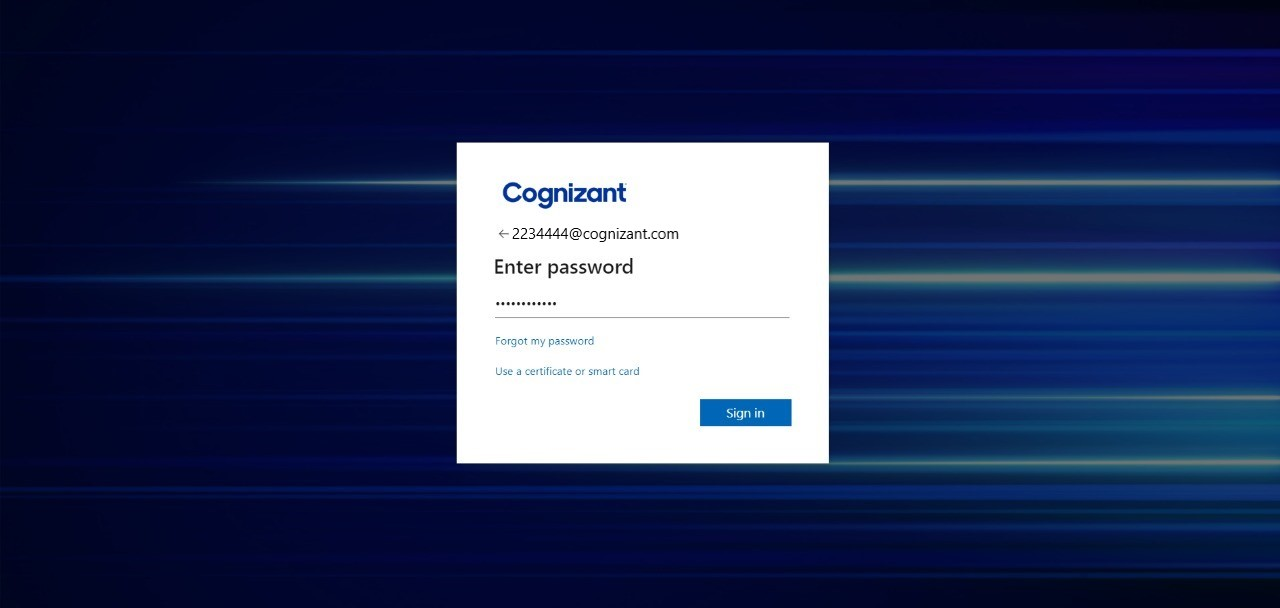 Cognizant
←2234444@cognizant.com
Enter password
••••••••••••
Forgot my password
Use a certificate or smart card
Sign in